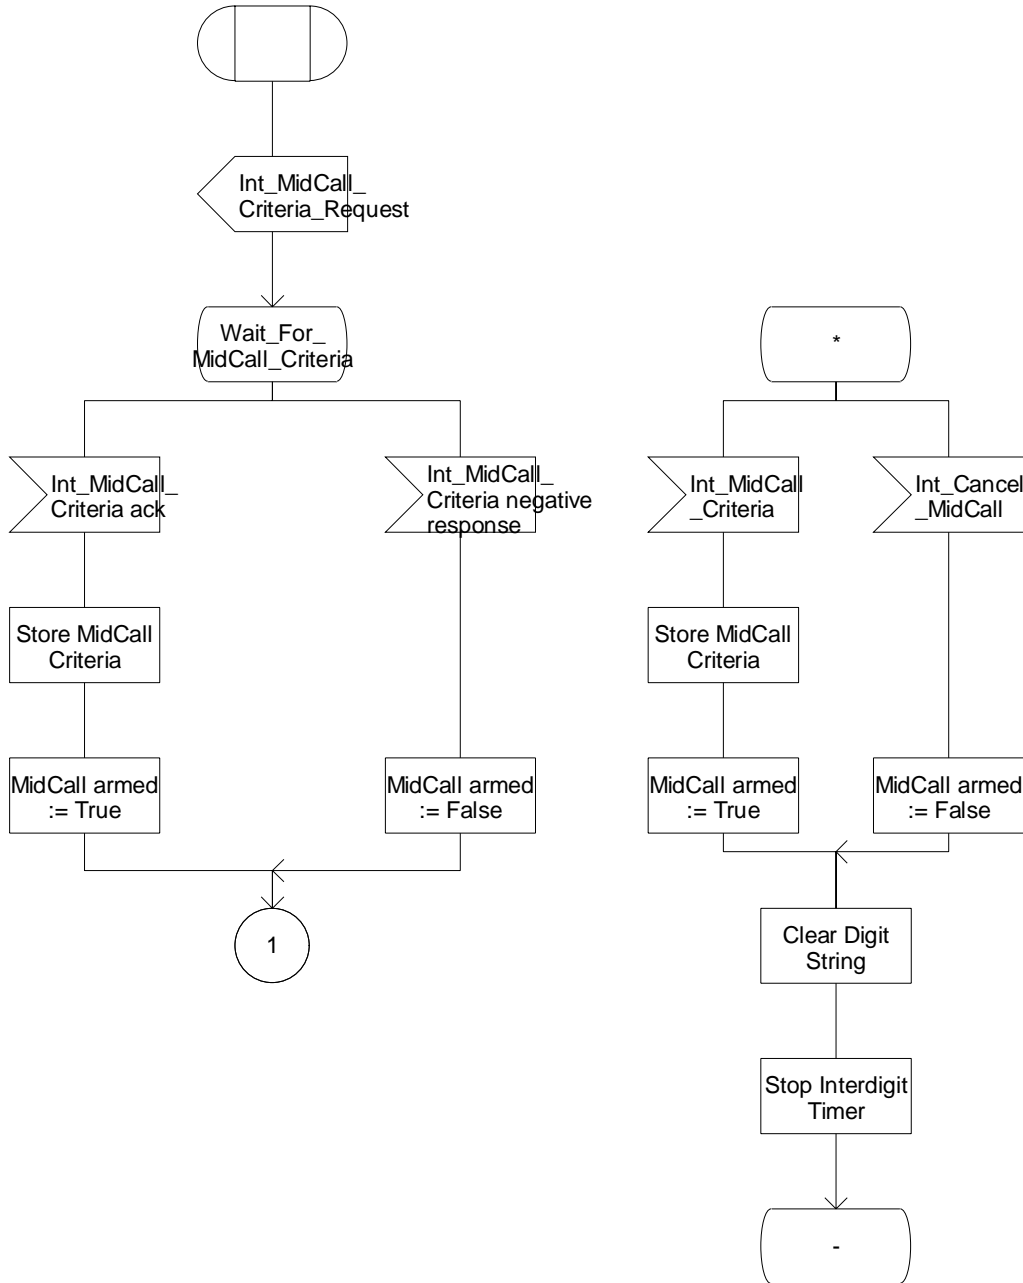 Int_MidCall_
Criteria_Request
Wait_For_
MidCall_Criteria
Int_MidCall_
Criteria ack
Int_MidCall_
Criteria negative
response
Store MidCall
Criteria
MidCall armed
:= True
MidCall armed
:= False
1
*
Int_MidCall
_Criteria
Int_Cancel
_MidCall
Store MidCall
Criteria
MidCall armed
:= True
MidCall armed
:= False
Clear Digit
String
Stop Interdigit
Timer
-